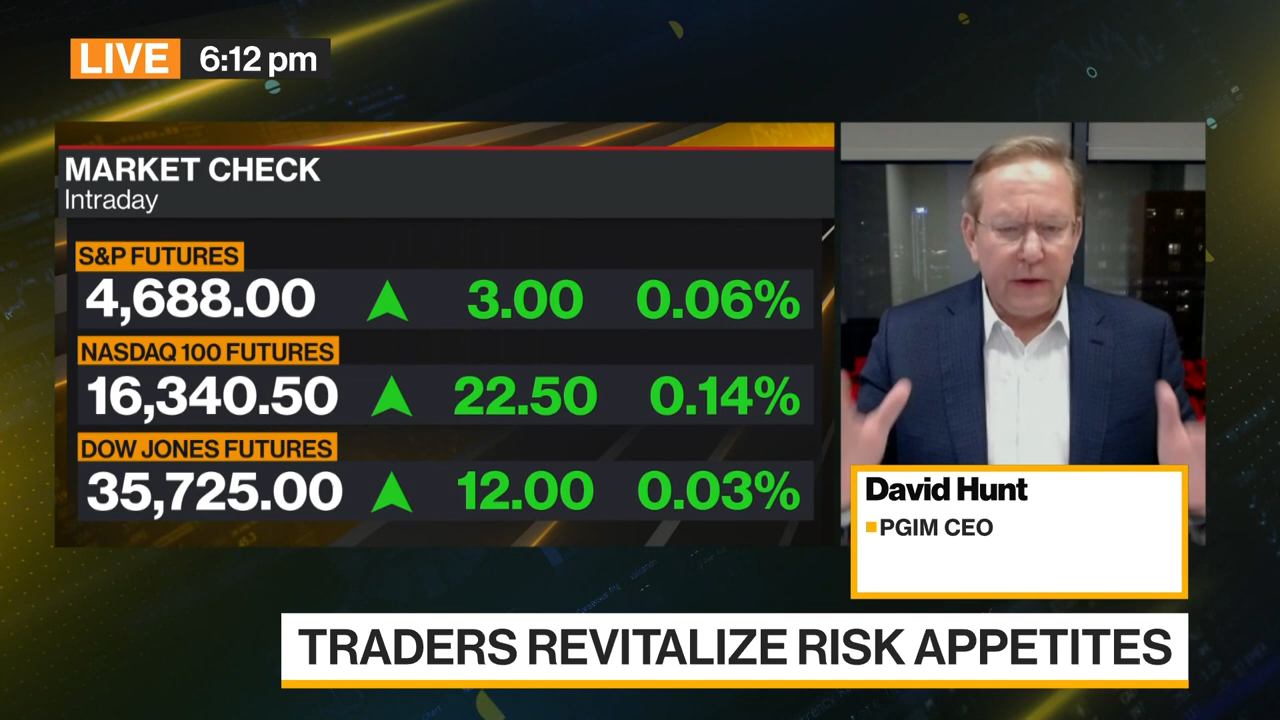 LIVE 6:12 pm
MARKET CHECK
Intraday
S&P FUTURES
4,688.00 ▲ 3.00 0.06%
NASDAQ 100 FUTURES
16,340.50 ▲ 22.50 0.14%
DOW JONES FUTURES
35,725.00 ▲ 12.00 0.03%
David Hunt
PGIM CEO
TRADERS REVITALIZE RISK APPETITES